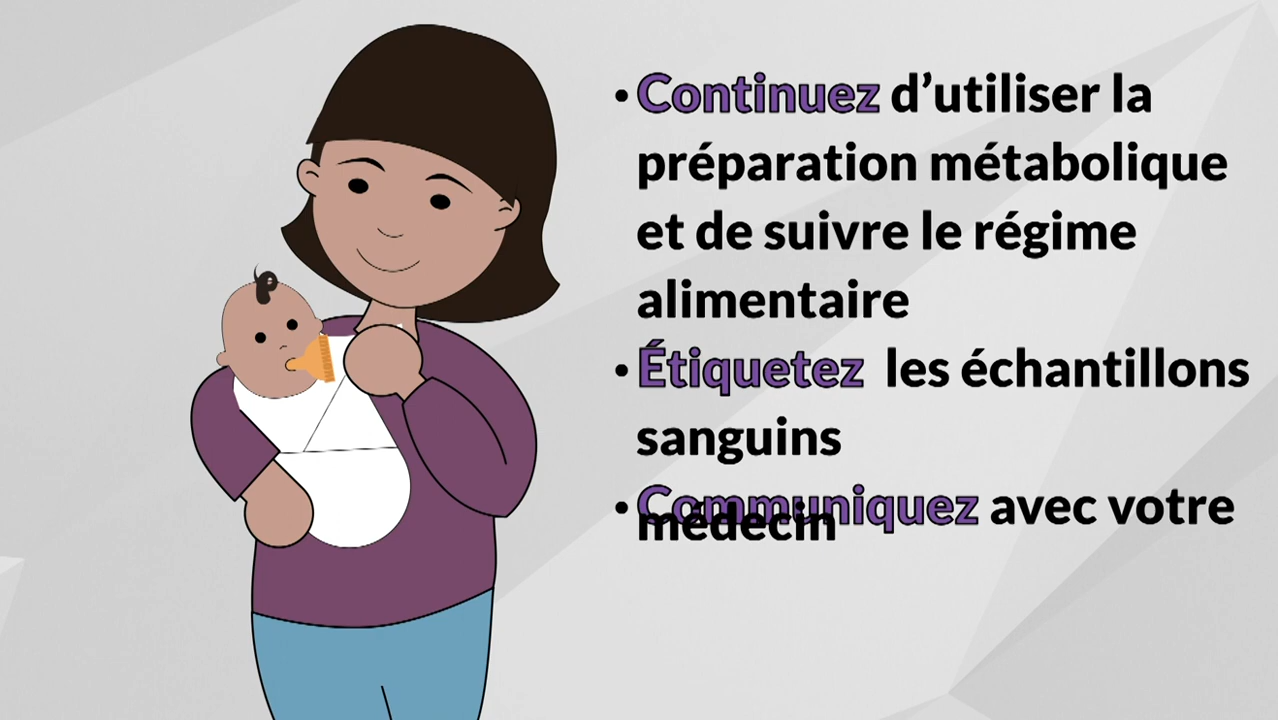 • Continuez d’utiliser la
préparation métabolique
et de suivre le régime
alimentaire
• Étiquetez les échantillons
sanguins
• Communiquez avec votre
médecin